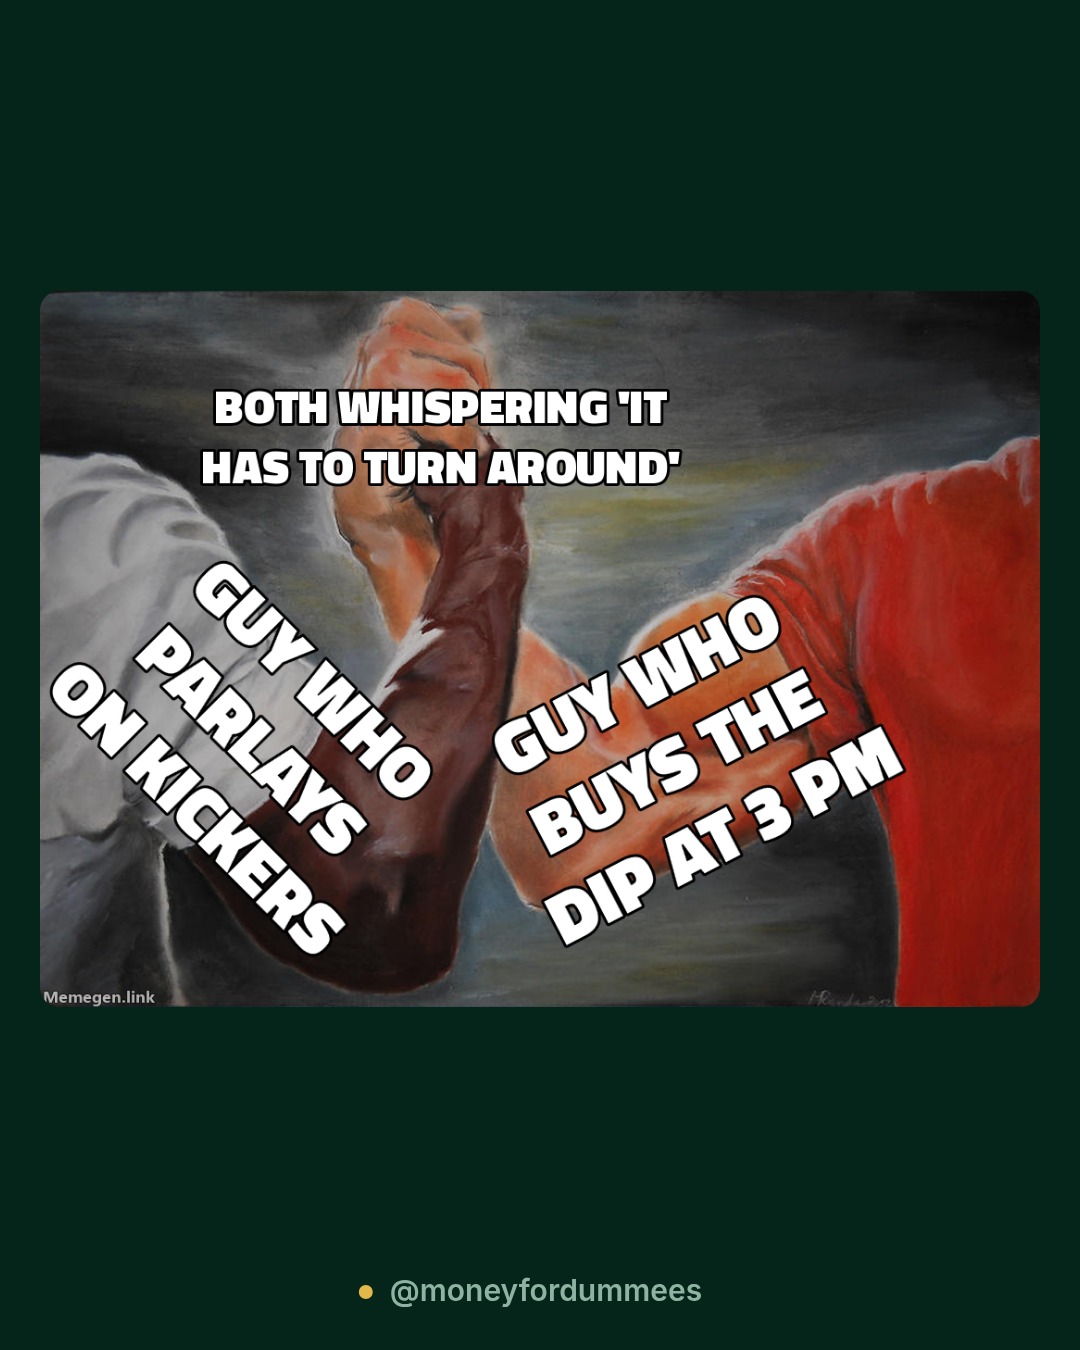 BOTH WHISPERING 'IT
HAS TO TURN AROUND'
GUY WHO
PARLAYS
ON KICKERS
GUY WHO
BUYS THE
DIP AT 3 PM
Memegen.link
@moneyfordummees